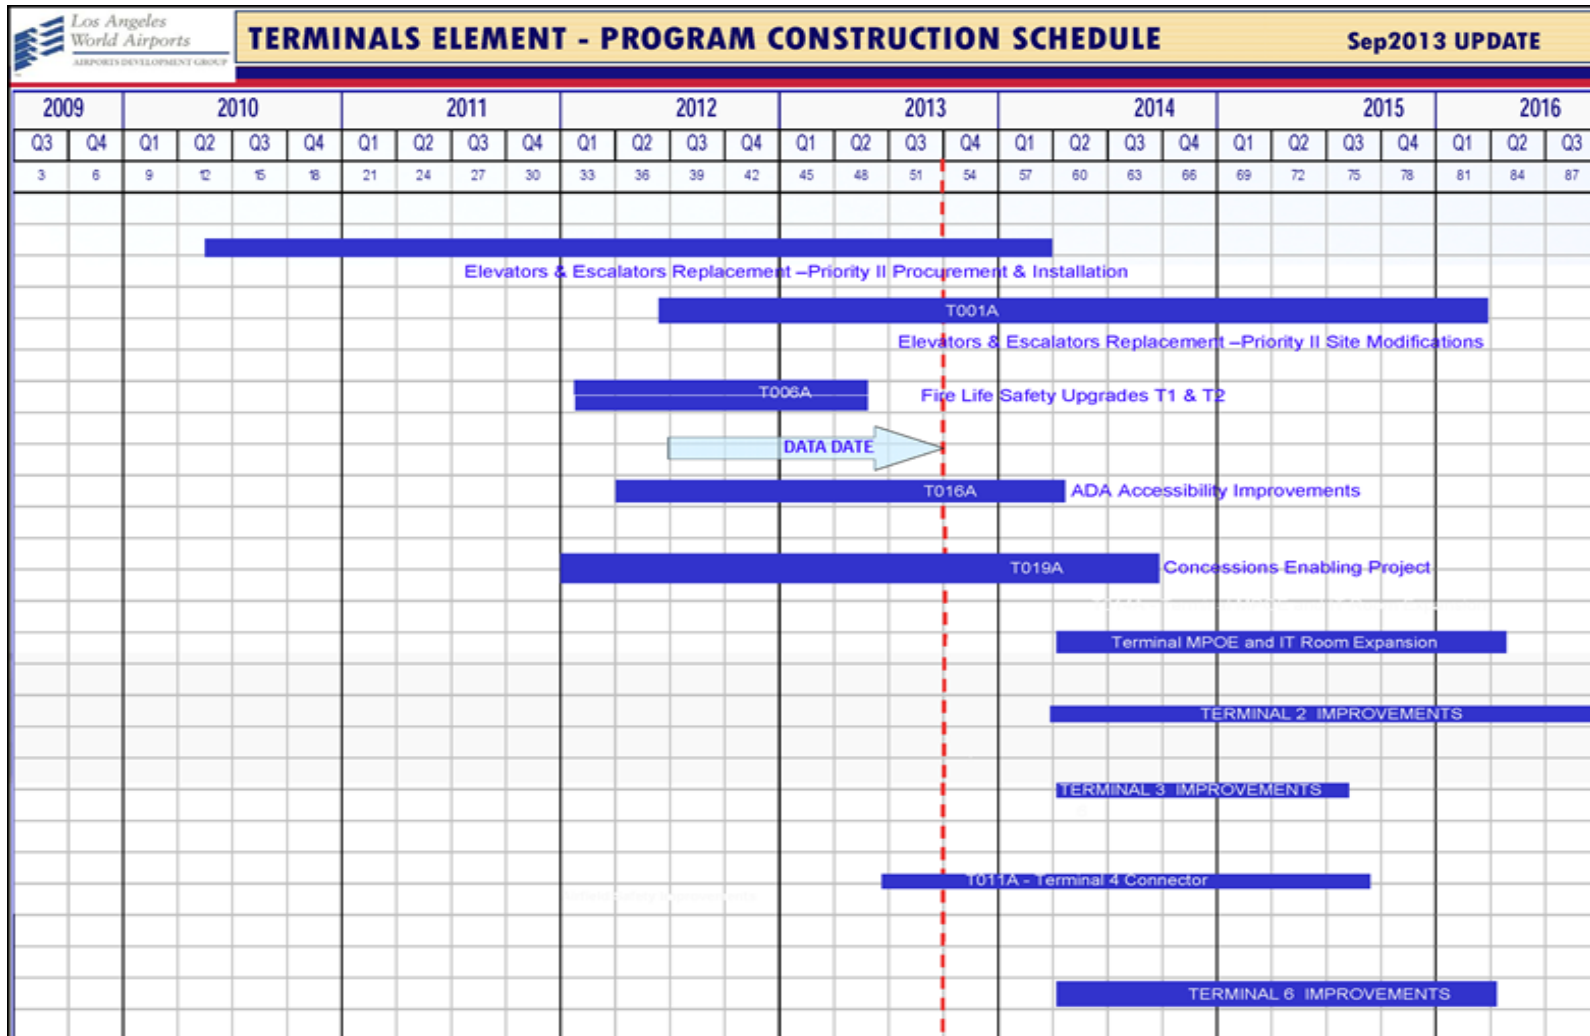 Los Angeles
World Airports
AIRPORTS DEVELOPMENT GROUP
TERMINALS ELEMENT - PROGRAM CONSTRUCTION SCHEDULE
Sep2013 UPDATE
2009 2010 2011 2012 2013 2014 2015 2016
Q3 Q4 Q1 Q2 Q3 Q4 Q1 Q2 Q3 Q4 Q1 Q2 Q3 Q4 Q1 Q2 Q3 Q4 Q1 Q2 Q3 Q4 Q1 Q2 Q3 Q4 Q1 Q2 Q3
3 6 9 12 15 18 21 24 27 30 33 36 39 42 45 48 51 54 57 60 63 66 69 72 75 78 81 84 87
Elevators & Escalators Replacement –Priority II Procurement & Installation
T001A
Elevators & Escalators Replacement –Priority II Site Modifications
T006A Fire Life Safety Upgrades T1 & T2
DATA DATE
T016A ADA Accessibility Improvements
T019A Concessions Enabling Project
Terminal MPOE and IT Room Expansion
TERMINAL 2 IMPROVEMENTS
TERMINAL 3 IMPROVEMENTS
T011A - Terminal 4 Connector
TERMINAL 6 IMPROVEMENTS